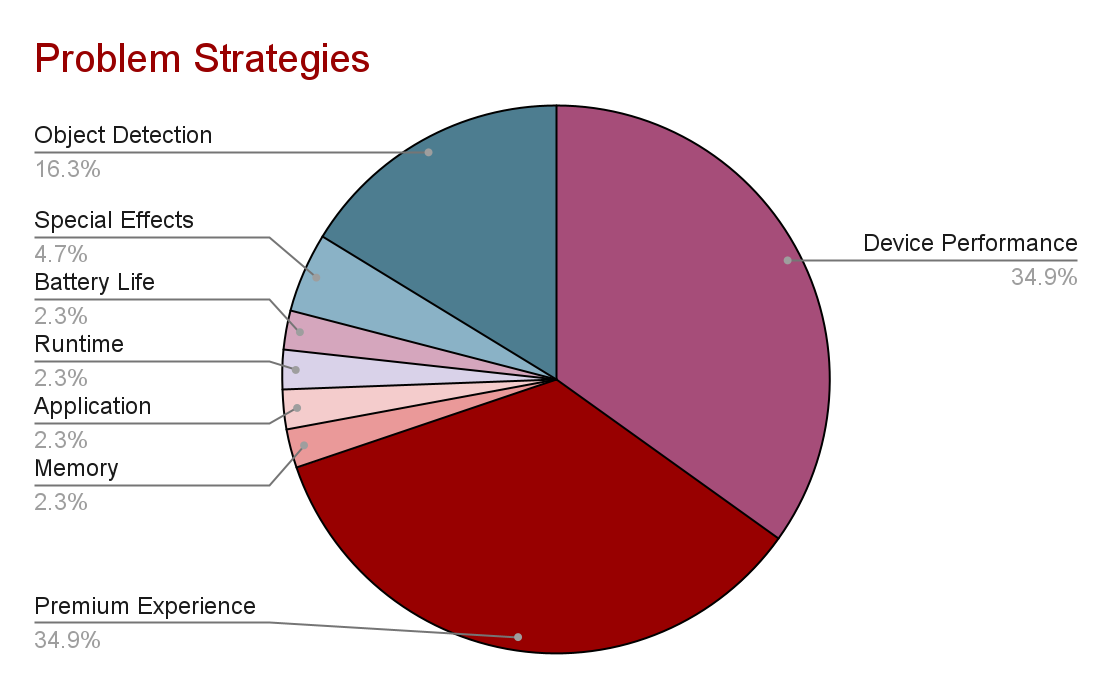 Problem Strategies
Object Detection
16.3%
Special Effects
4.7%
Battery Life
2.3%
Runtime
2.3%
Application
2.3%
Memory
2.3%
Premium Experience
34.9%
Device Performance
34.9%